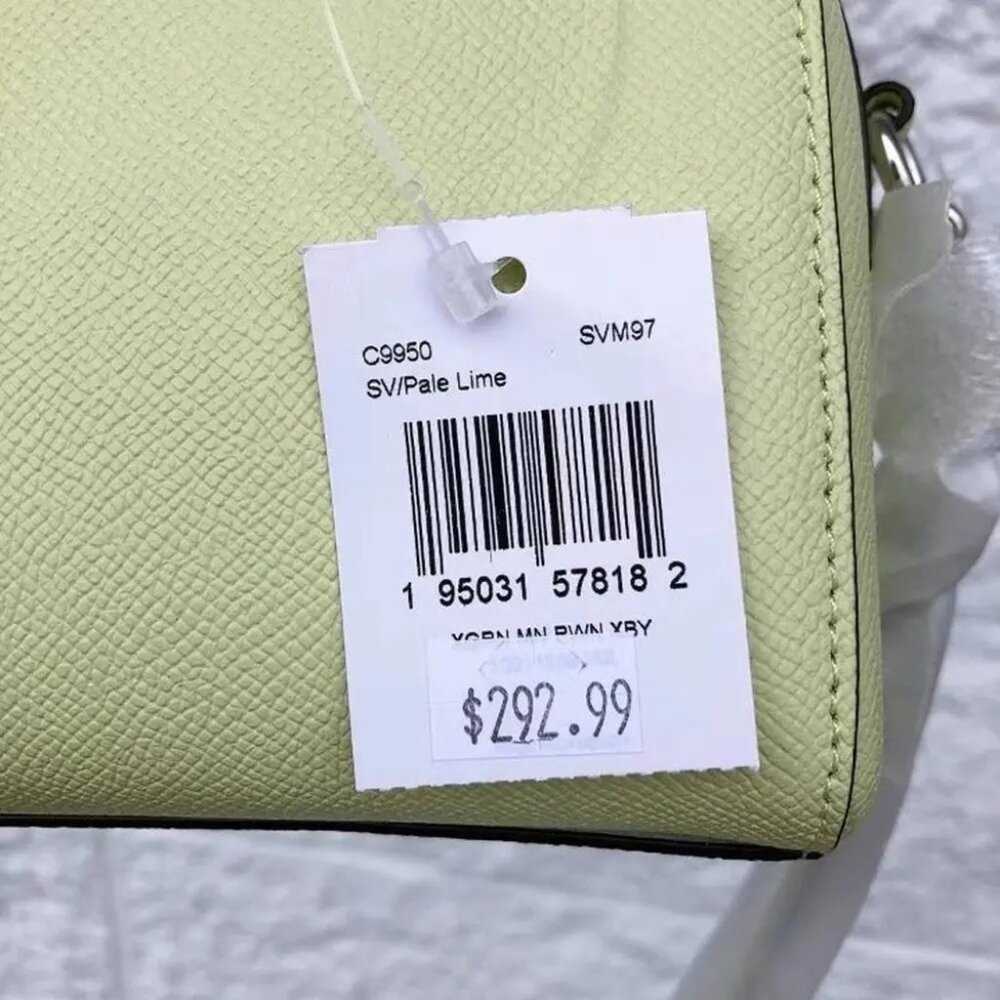 C9950 SVM97
SV/Pale Lime
1 95031 57818 2
XGRN MN RWN XBY
$292.99